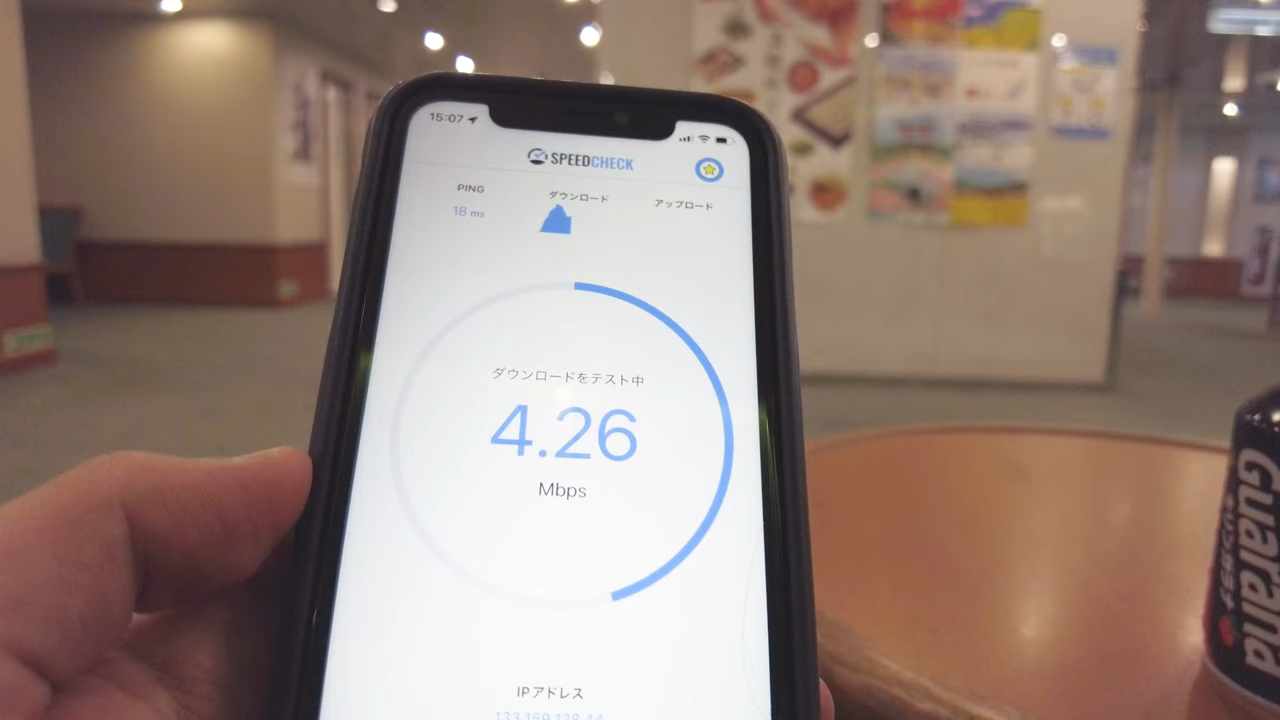 15:07
SPEEDCHECK
PING
ダウンロード
アップロード
18 ms
ダウンロードをテスト中
4.26
Mbps
IPアドレス
Guaraná